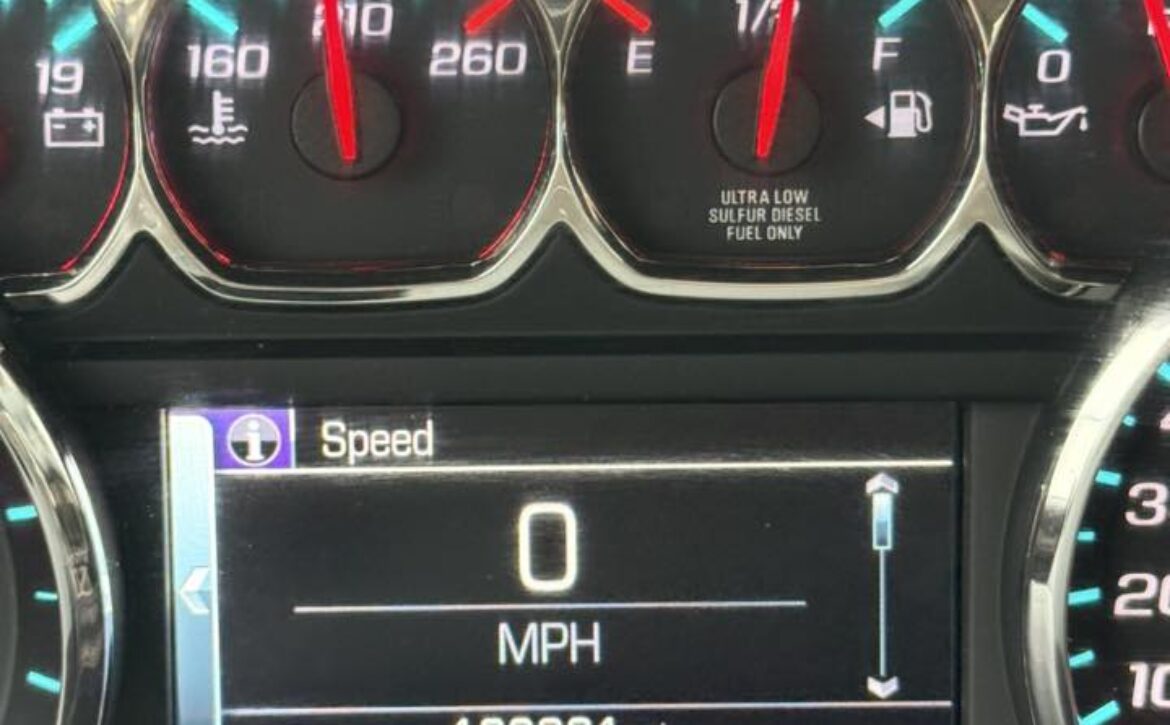 19
160
210
260
E
1/2
F
0
ULTRA LOW
SULFUR DIESEL
FUEL ONLY
Speed
0
MPH